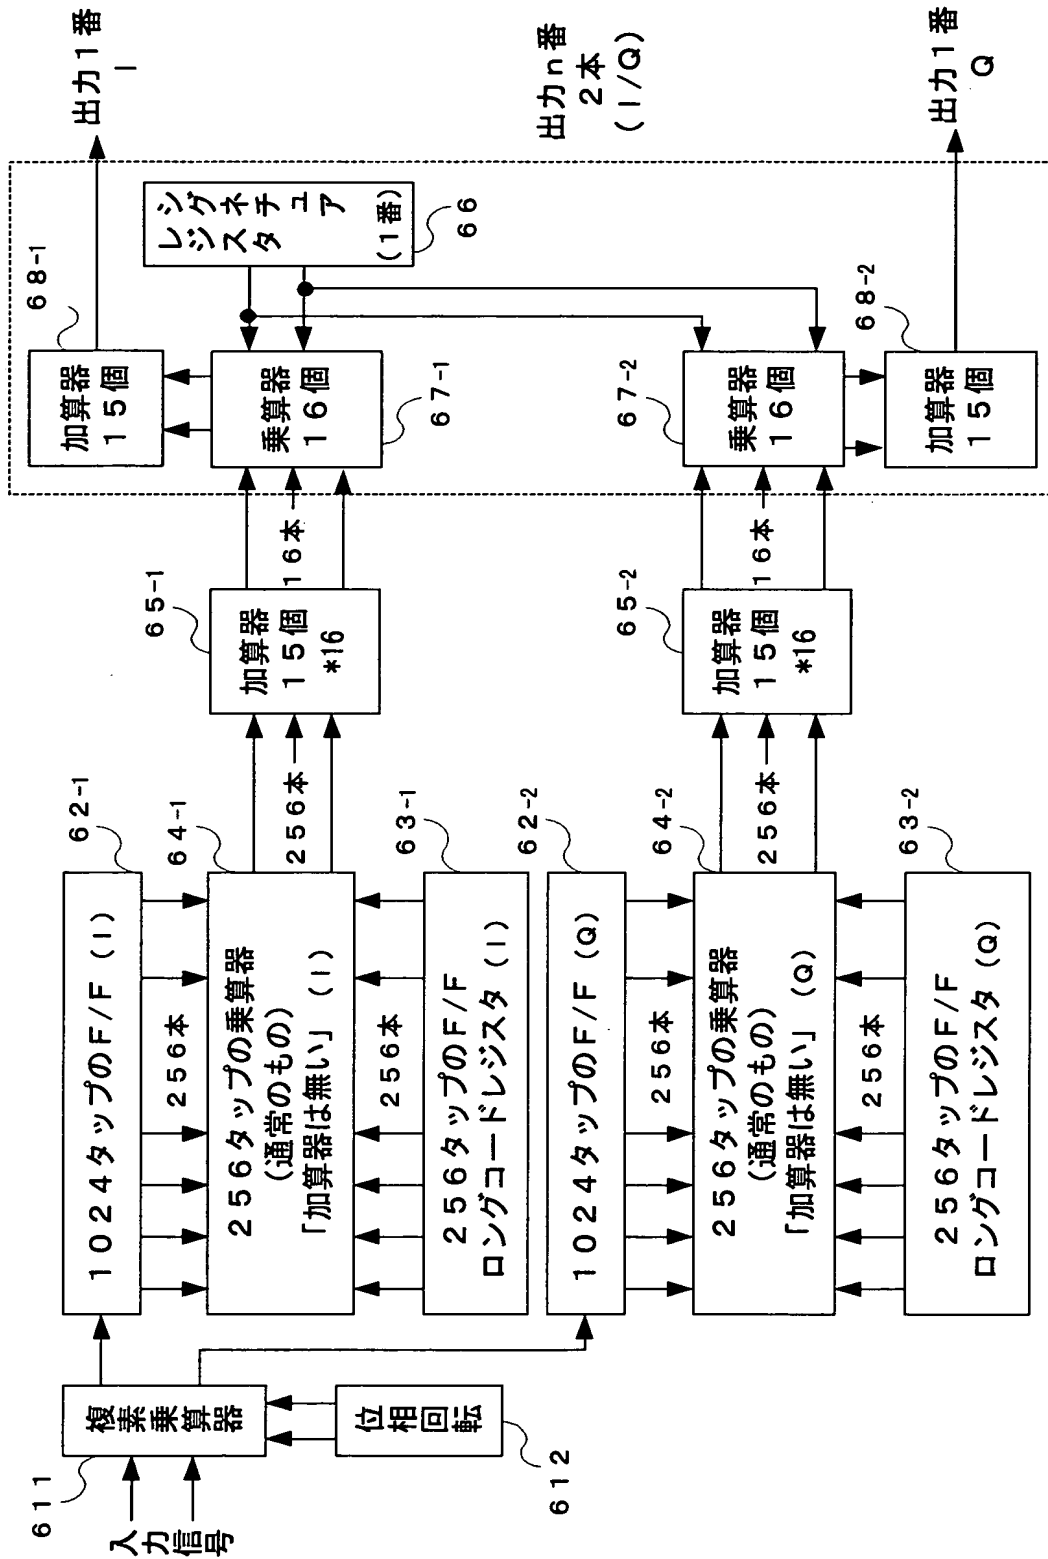 入力信号
611
複素乗算器
位相回転
612
1024タップのF/F (I)
62-1
256本
256タップの乗算器
(通常のもの)
「加算器は無い」 (I)
64-1
256本
256タップのF/F
ロングコードレジスタ (I)
63-1
1024タップのF/F (Q)
62-2
256本
256タップの乗算器
(通常のもの)
「加算器は無い」 (Q)
64-2
256本
256タップのF/F
ロングコードレジスタ (Q)
63-2
256本
加算器
15個
*16
65-1
256本
加算器
15個
*16
65-2
16本
16本
加算器
15個
68-1
乗算器
16個
67-1
シグネチュア
レジスタ
(1番)
66
乗算器
16個
67-2
加算器
15個
68-2
出力1番
I
出力n番
2本
(I/Q)
出力1番
Q